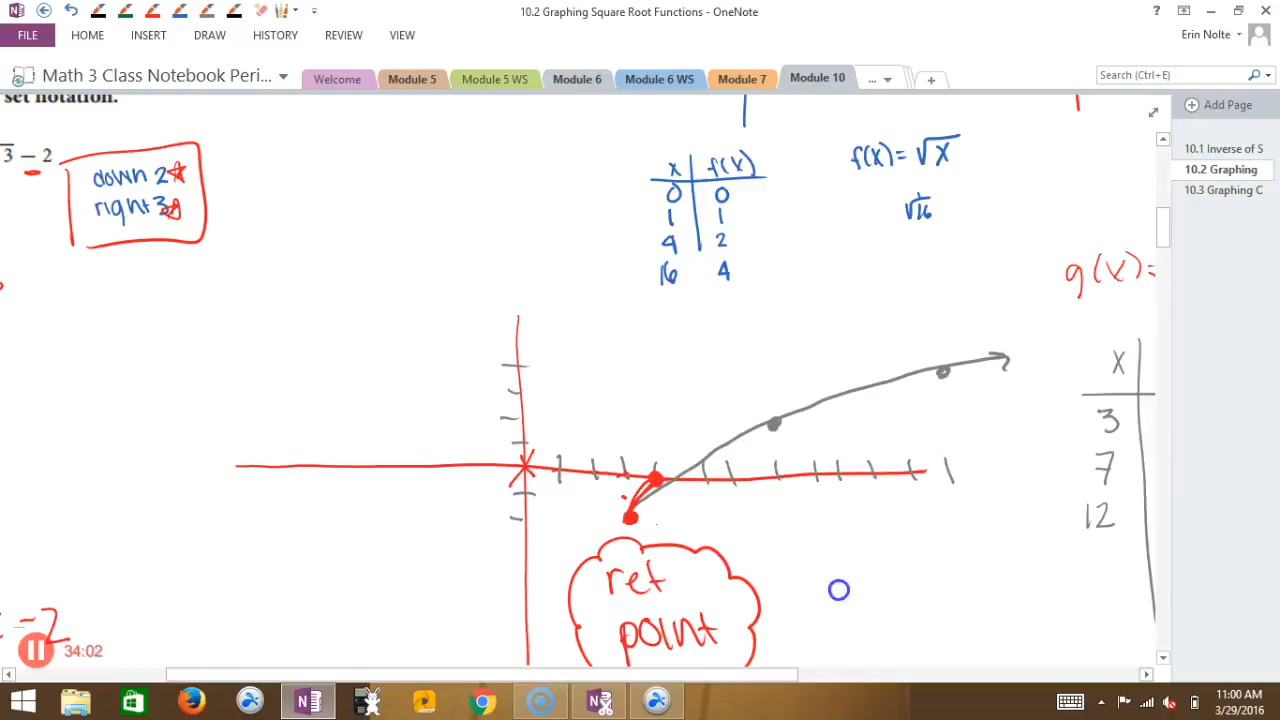 10.2 Graphing Square Root Functions - OneNote
FILE HOME INSERT DRAW HISTORY REVIEW VIEW
Erin Nolte
Math 3 Class Notebook Peri...
Welcome Module 5 Module 5 WS Module 6 Module 6 WS Module 7 Module 10 ...
Search (Ctrl+E)
set notation.
Add Page
10.1 Inverse of S
10.2 Graphing
10.3 Graphing C
3 - 2
down 2
right 3
x f(x)
0 0
1 1
4 2
16 4
f(x) = √x
√16
g(x) =
x
3
7
12
ref
point
= -2
34:02
11:00 AM
3/29/2016